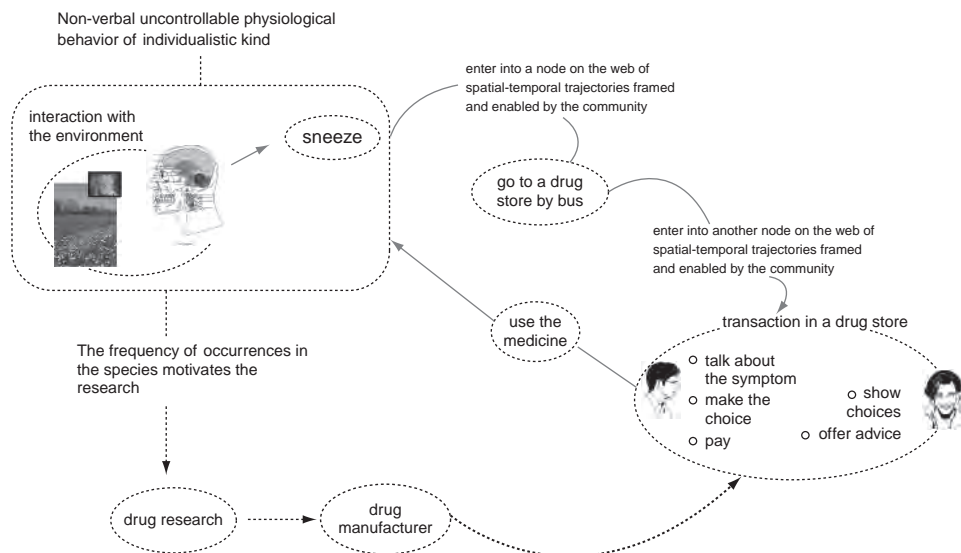 Non-verbal uncontrollable physiological
behavior of individualistic kind
interaction with
the environment
sneeze
enter into a node on the web of
spatial-temporal trajectories framed
and enabled by the community
go to a drug
store by bus
enter into another node on the web of
spatial-temporal trajectories framed
and enabled by the community
use the
medicine
transaction in a drug store
talk about
the symptom
make the
choice
pay
show
choices
offer advice
The frequency of occurrences in
the species motivates the
research
drug research
drug
manufacturer